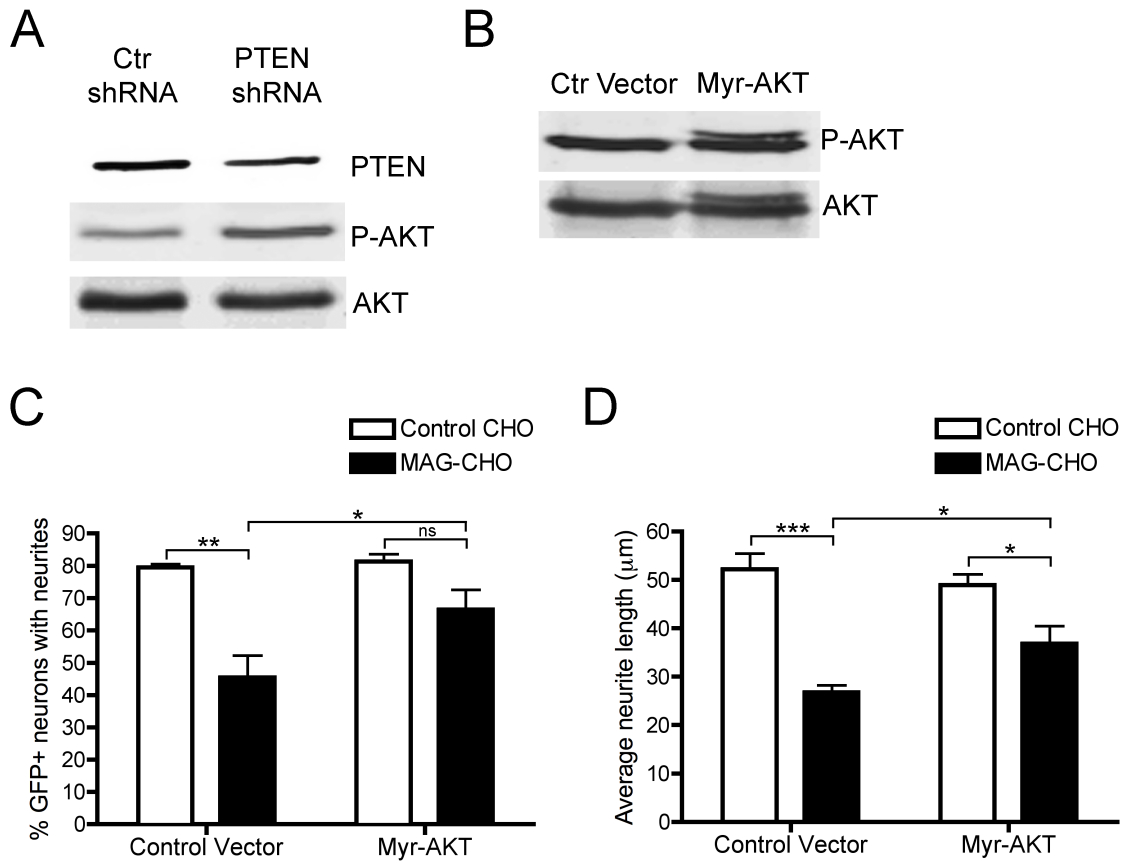 A
Ctr
shRNA
PTEN
shRNA
PTEN
P-AKT
AKT
B
Ctr Vector Myr-AKT
P-AKT
AKT
C
Control CHO
MAG-CHO
% GFP+ neurons with neurites
90
80
70
60
50
40
30
20
10
0
**
*
ns
Control Vector Myr-AKT
D
Control CHO
MAG-CHO
Average neurite length (μm)
60
50
40
30
20
10
0
***
*
*
Control Vector Myr-AKT